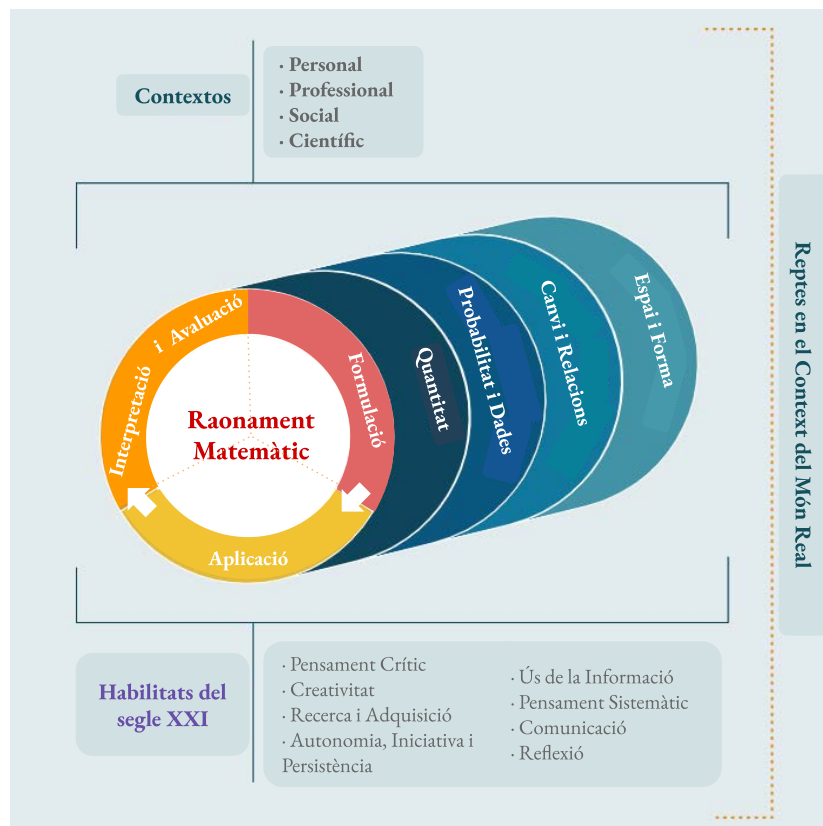 Contextos
· Personal
· Professional
· Social
· Científic
Interpretació i Avaluació
Formulació
Aplicació
Raonament
Matemàtic
Quantitat
Probabilitat i Dades
Canvi i Relacions
Espai i Forma
Reptes en el Context del Món Real
Habilitats del
segle XXI
· Pensament Crític
· Creativitat
· Recerca i Adquisició
· Autonomia, Iniciativa i
Persistència
· Ús de la Informació
· Pensament Sistemàtic
· Comunicació
· Reflexió